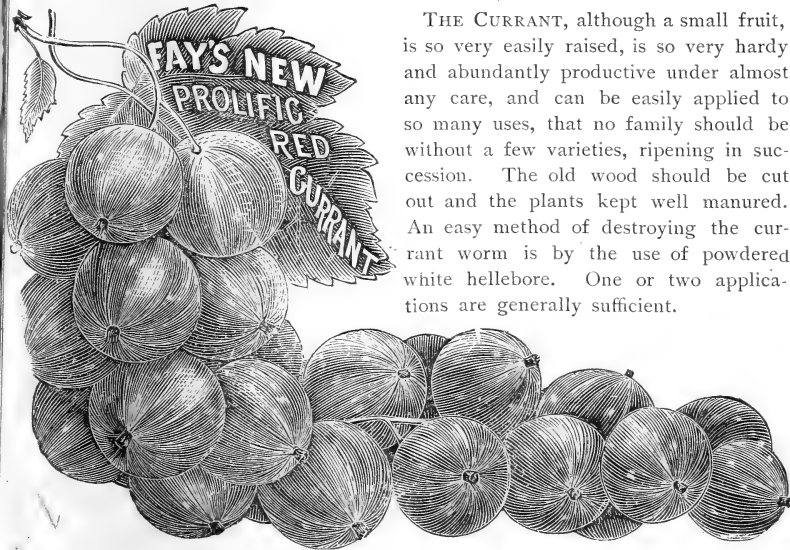 FAY'S NEW
PROLIFIC
RED
CURRANT
THE CURRANT, although a small fruit,
is so very easily raised, is so very hardy
and abundantly productive under almost
any care, and can be easily applied to
so many uses, that no family should be
without a few varieties, ripening in suc-
cession. The old wood should be cut
out and the plants kept well manured.
An easy method of destroying the cur-
rant worm is by the use of powdered
white hellebore. One or two applica-
tions are generally sufficient.